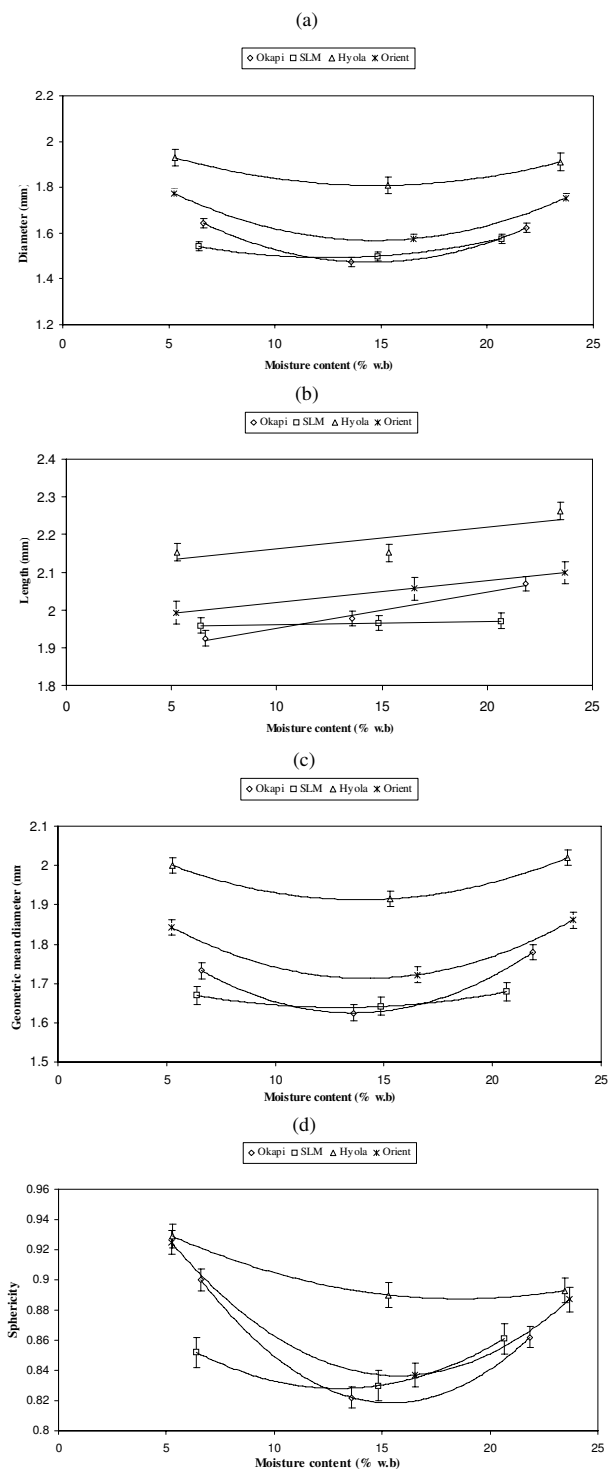 (a)
Okapi SLM Hyola Orient
2.2
2
1.8
1.6
1.4
1.2
Diameter (mm)
0 5 10 15 20 25
Moisture content (% w.b)
(b)
Okapi SLM Hyola Orient
2.4
2.3
2.2
2.1
2
1.9
1.8
Length (mm)
0 5 10 15 20 25
Moisture content (% w.b)
(c)
Okapi SLM Hyola Orient
2.1
2
1.9
1.8
1.7
1.6
1.5
Geometric mean diameter (mn
0 5 10 15 20 25
Moisture content (% w.b)
(d)
Okapi SLM Hyola Orient
0.96
0.94
0.92
0.9
0.88
0.86
0.84
0.82
0.8
Sphericity
0 5 10 15 20 25
Moisture content (% w.b)